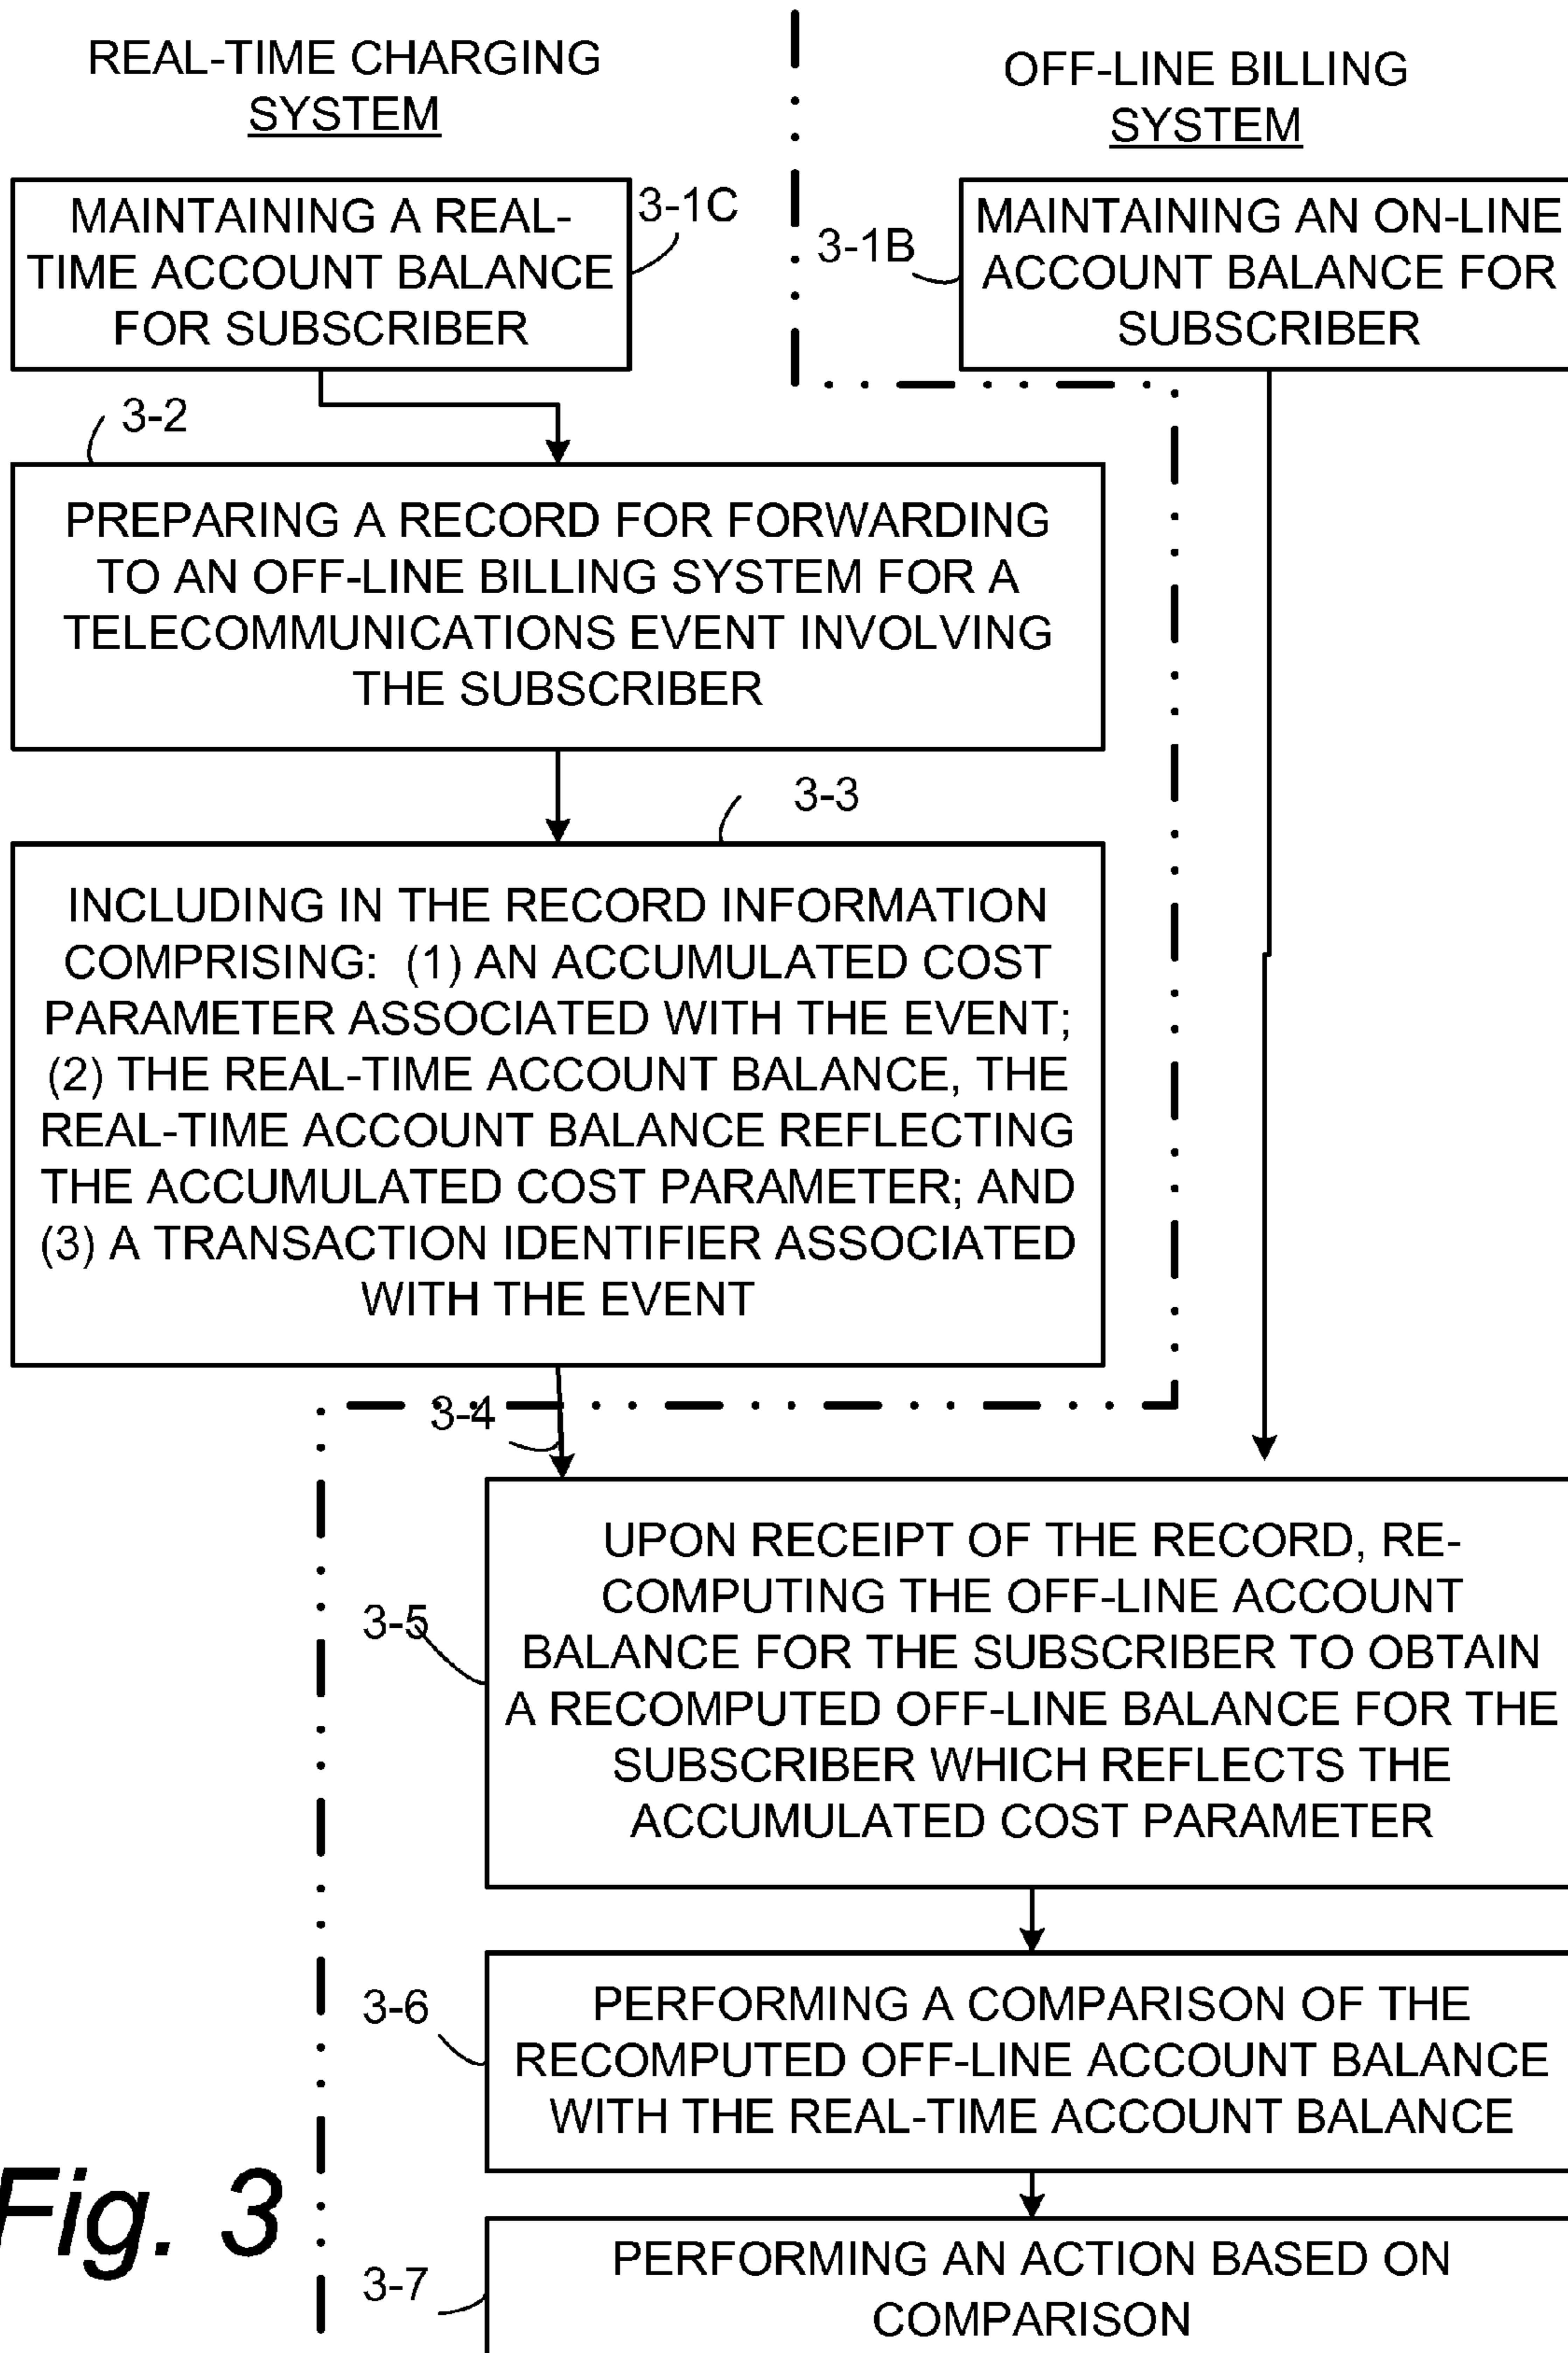 REAL-TIME CHARGING
SYSTEM
OFF-LINE BILLING
SYSTEM
MAINTAINING A REAL-
TIME ACCOUNT BALANCE
FOR SUBSCRIBER
3-1C
3-1B
MAINTAINING AN ON-LINE
ACCOUNT BALANCE FOR
SUBSCRIBER
3-2
PREPARING A RECORD FOR FORWARDING
TO AN OFF-LINE BILLING SYSTEM FOR A
TELECOMMUNICATIONS EVENT INVOLVING
THE SUBSCRIBER
3-3
INCLUDING IN THE RECORD INFORMATION
COMPRISING: (1) AN ACCUMULATED COST
PARAMETER ASSOCIATED WITH THE EVENT;
(2) THE REAL-TIME ACCOUNT BALANCE, THE
REAL-TIME ACCOUNT BALANCE REFLECTING
THE ACCUMULATED COST PARAMETER; AND
(3) A TRANSACTION IDENTIFIER ASSOCIATED
WITH THE EVENT
3-4
3-5
UPON RECEIPT OF THE RECORD, RE-
COMPUTING THE OFF-LINE ACCOUNT
BALANCE FOR THE SUBSCRIBER TO OBTAIN
A RECOMPUTED OFF-LINE BALANCE FOR THE
SUBSCRIBER WHICH REFLECTS THE
ACCUMULATED COST PARAMETER
3-6
PERFORMING A COMPARISON OF THE
RECOMPUTED OFF-LINE ACCOUNT BALANCE
WITH THE REAL-TIME ACCOUNT BALANCE
Fig. 3
3-7
PERFORMING AN ACTION BASED ON
COMPARISON